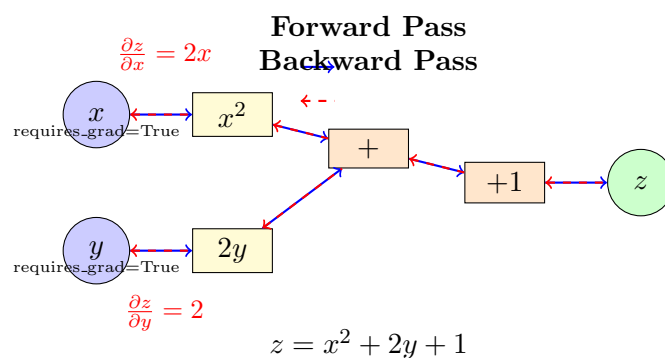 Forward Pass
∂z/∂x = 2x
Backward Pass
x
x²
requires_grad=True
+
+1
z
y
2y
requires_grad=True
∂z/∂y = 2
z = x² + 2y + 1